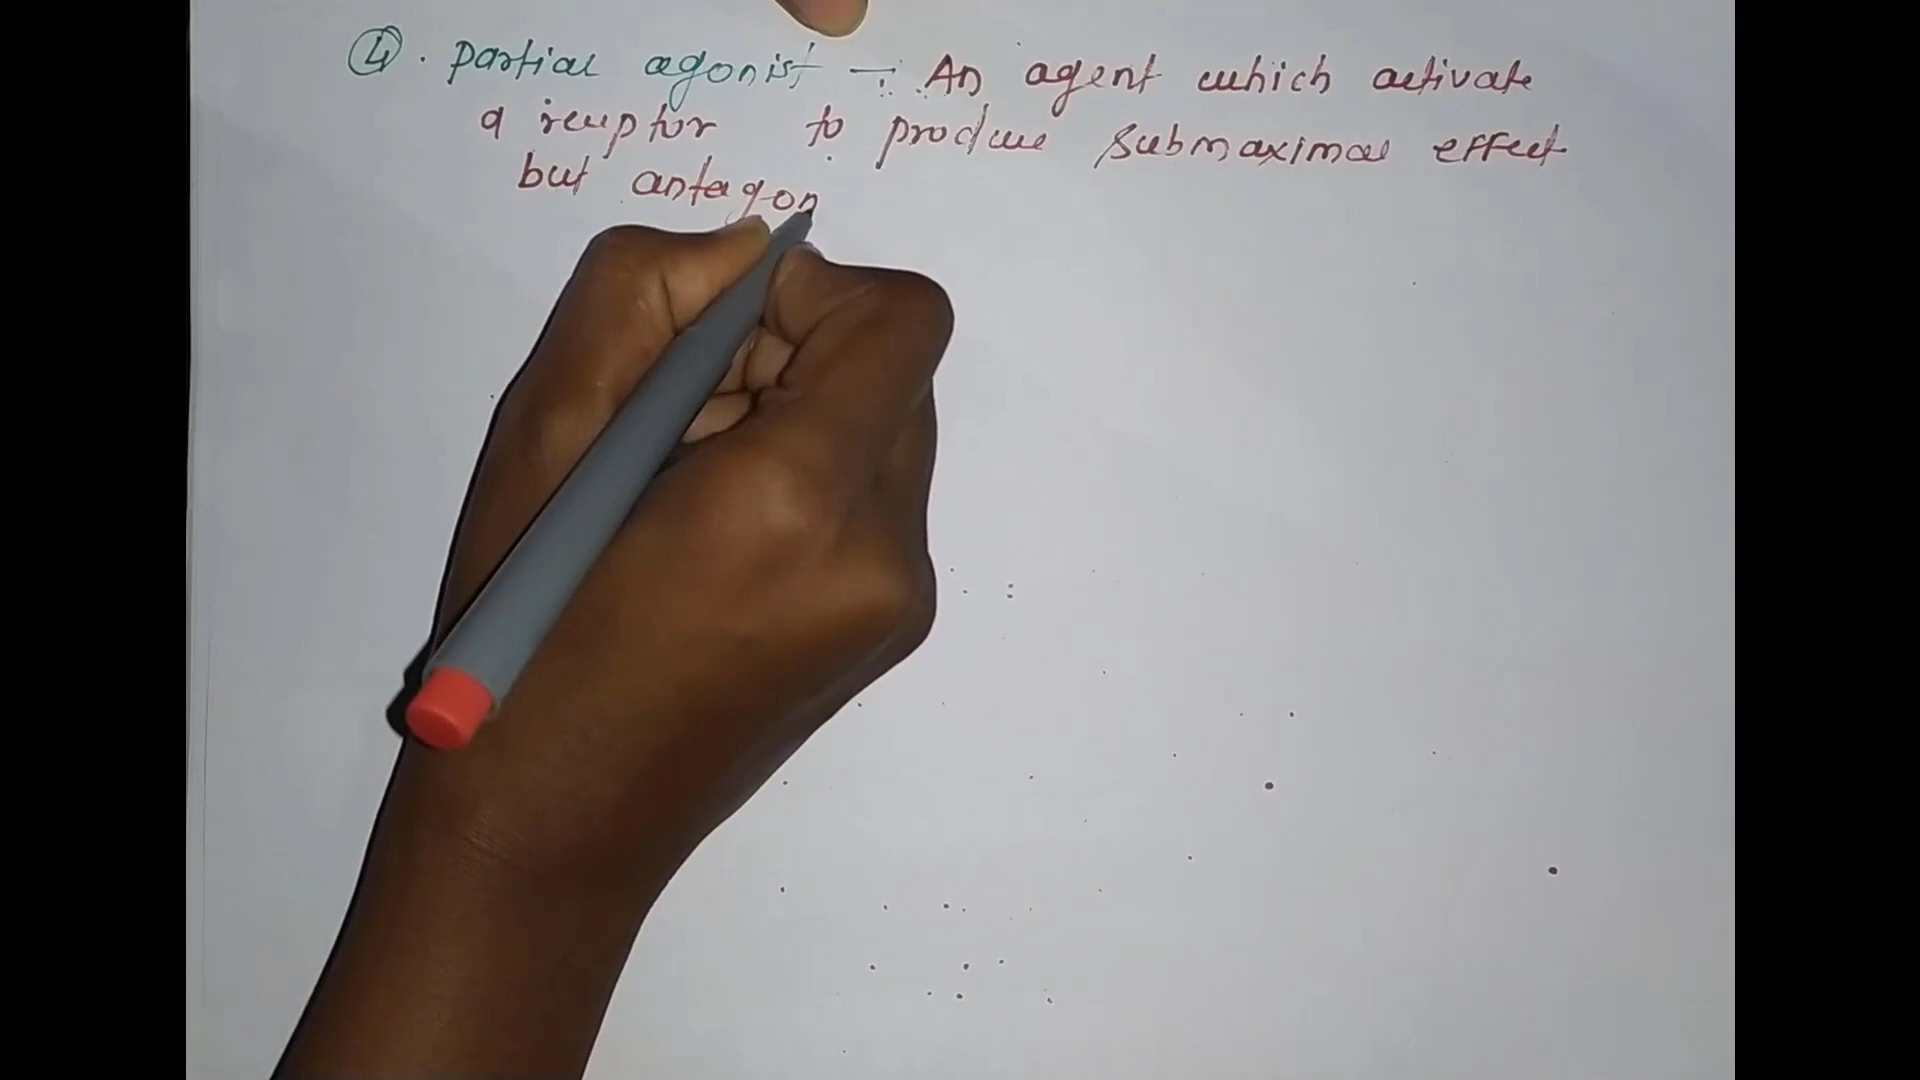 4. partial agonist - An agent which activate
a receptor to produce submaximal effect
but antagon